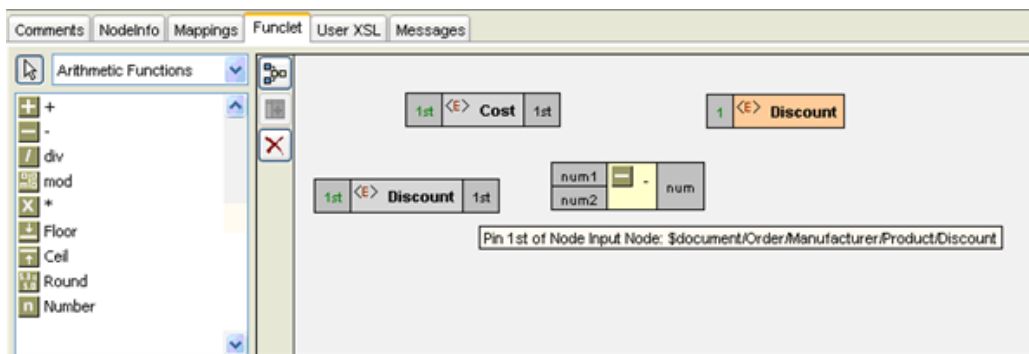 Comments NodeInfo Mappings Funclet User XSL Messages
Arithmetic Functions
+
-
div
mod
*
Floor
Ceil
Round
Number
1st <E> Cost 1st
1 <E> Discount
1st <E> Discount 1st
num1 - num
num2
Pin 1st of Node Input Node: $document/Order/Manufacturer/Product/Discount